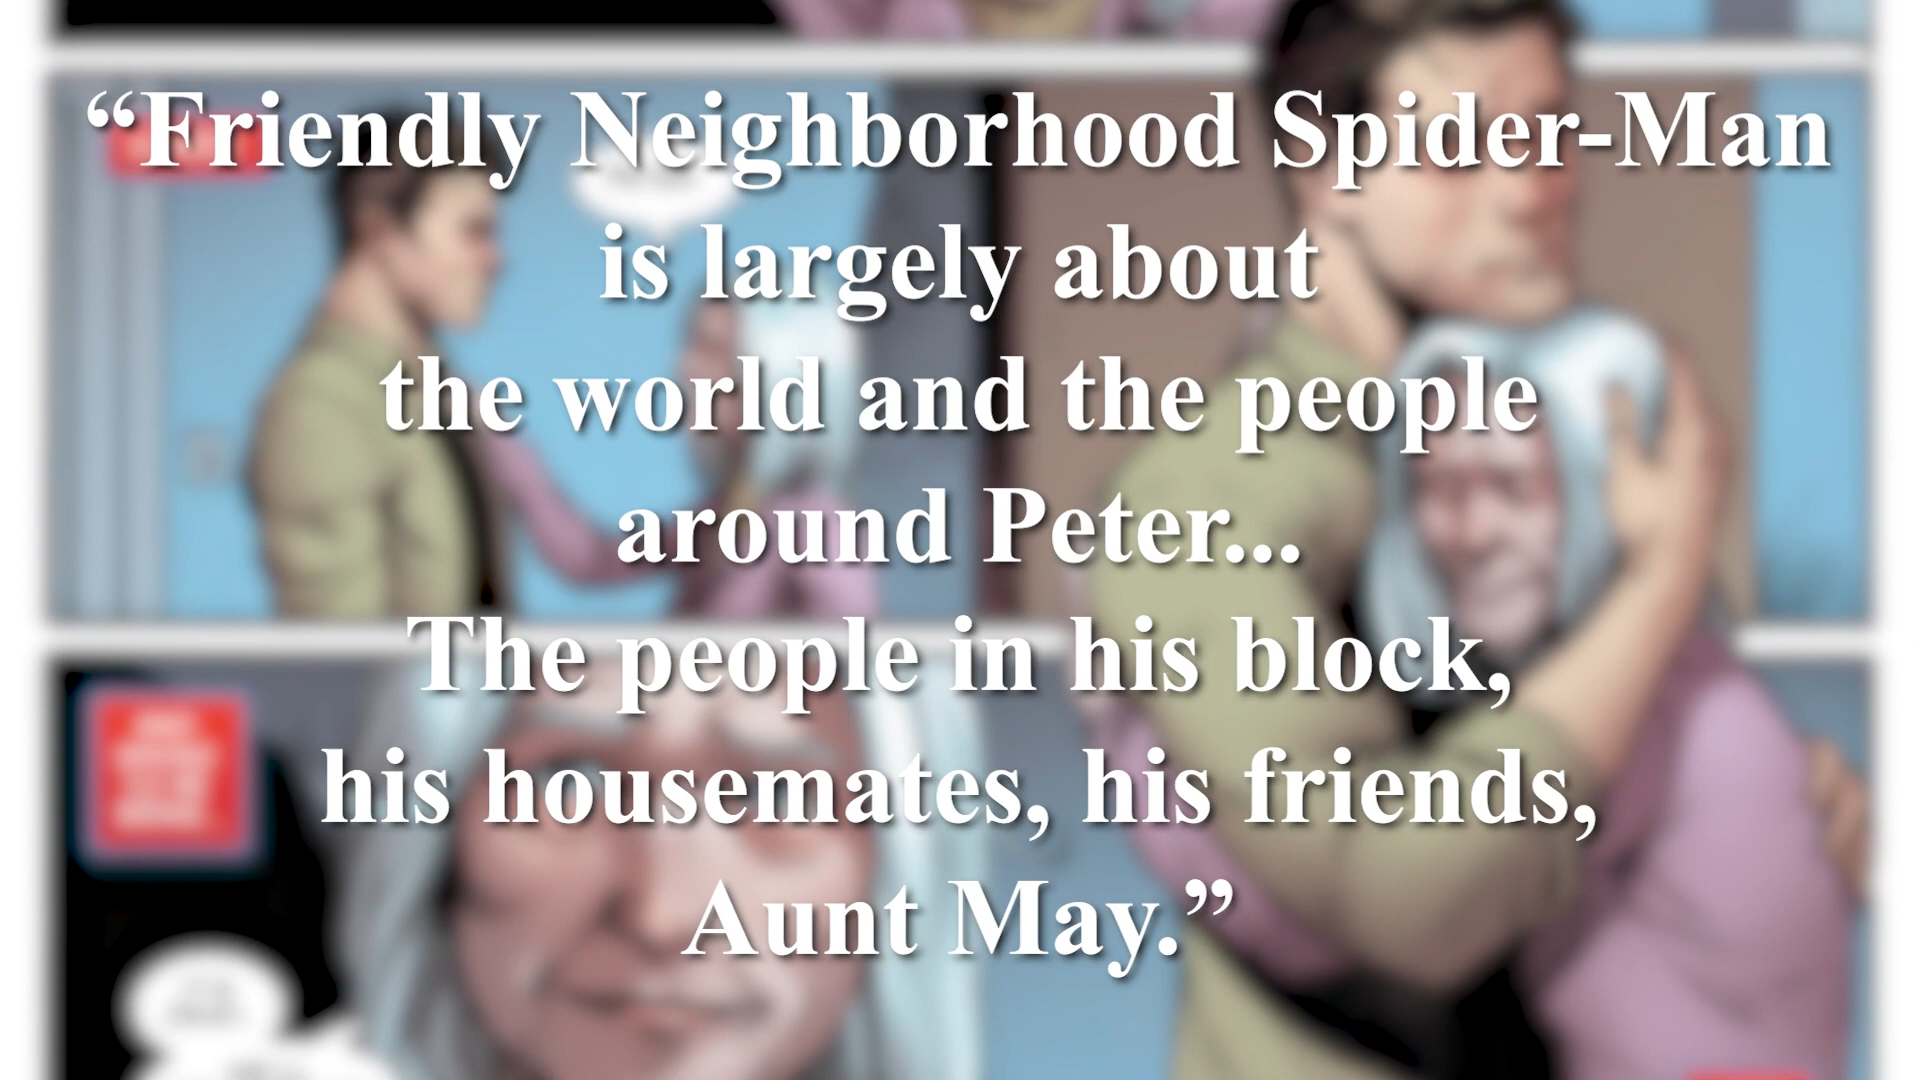 “Friendly Neighborhood Spider-Man
is largely about
the world and the people
around Peter...
The people in his block,
his housemates, his friends,
Aunt May.”